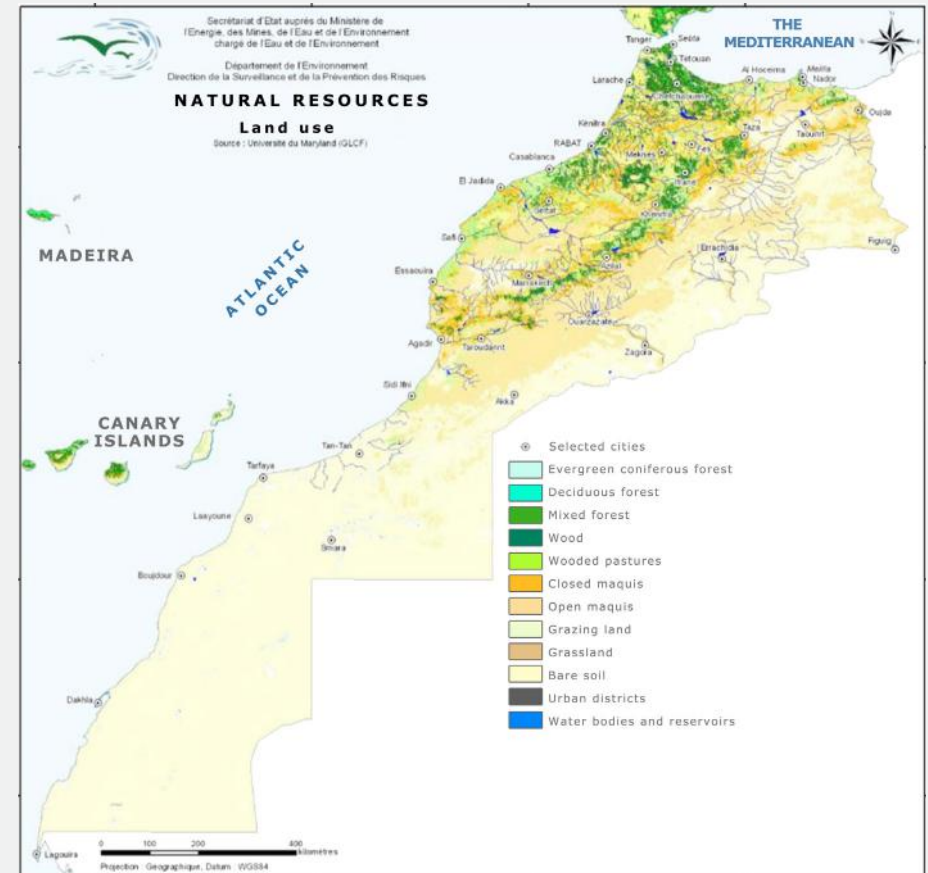 Secrétariat d'Etat auprès du Ministère de
l'Energie, des Mines, de l'Eau et de l'Environnement
chargé de l'Eau et de l'Environnement
Département de l'Environnement
Direction de la Surveillance et de la Prévention des Risques
NATURAL RESOURCES
Land use
Source : Université du Maryland (GLCF)
THE
MEDITERRANEAN
Tanger
Sebta
Tetouan
Larache
Chefchaouene
Al Hoceima
Melilla
Nador
Oujda
Kénitra
RABAT
Taza
Taourirt
Meknes
Fes
Casablanca
Ifrane
El Jadida
Settat
Khenifra
Safi
Errachidia
Figuig
MADEIRA
ATLANTIC
OCEAN
Essaouira
Azilal
Marrakech
Ouarzazate
Agadir
Taroudannt
Zagora
Sidi Ifni
Akka
CANARY
ISLANDS
Tan-Tan
Tarfaya
Laayoune
Smara
Boujdour
Dakhla
Lagouira
Selected cities
Evergreen coniferous forest
Deciduous forest
Mixed forest
Wood
Wooded pastures
Closed maquis
Open maquis
Grazing land
Grassland
Bare soil
Urban districts
Water bodies and reservoirs
0 100 200 400
kilomètres
Projection : Geographique, Datum : WGS84